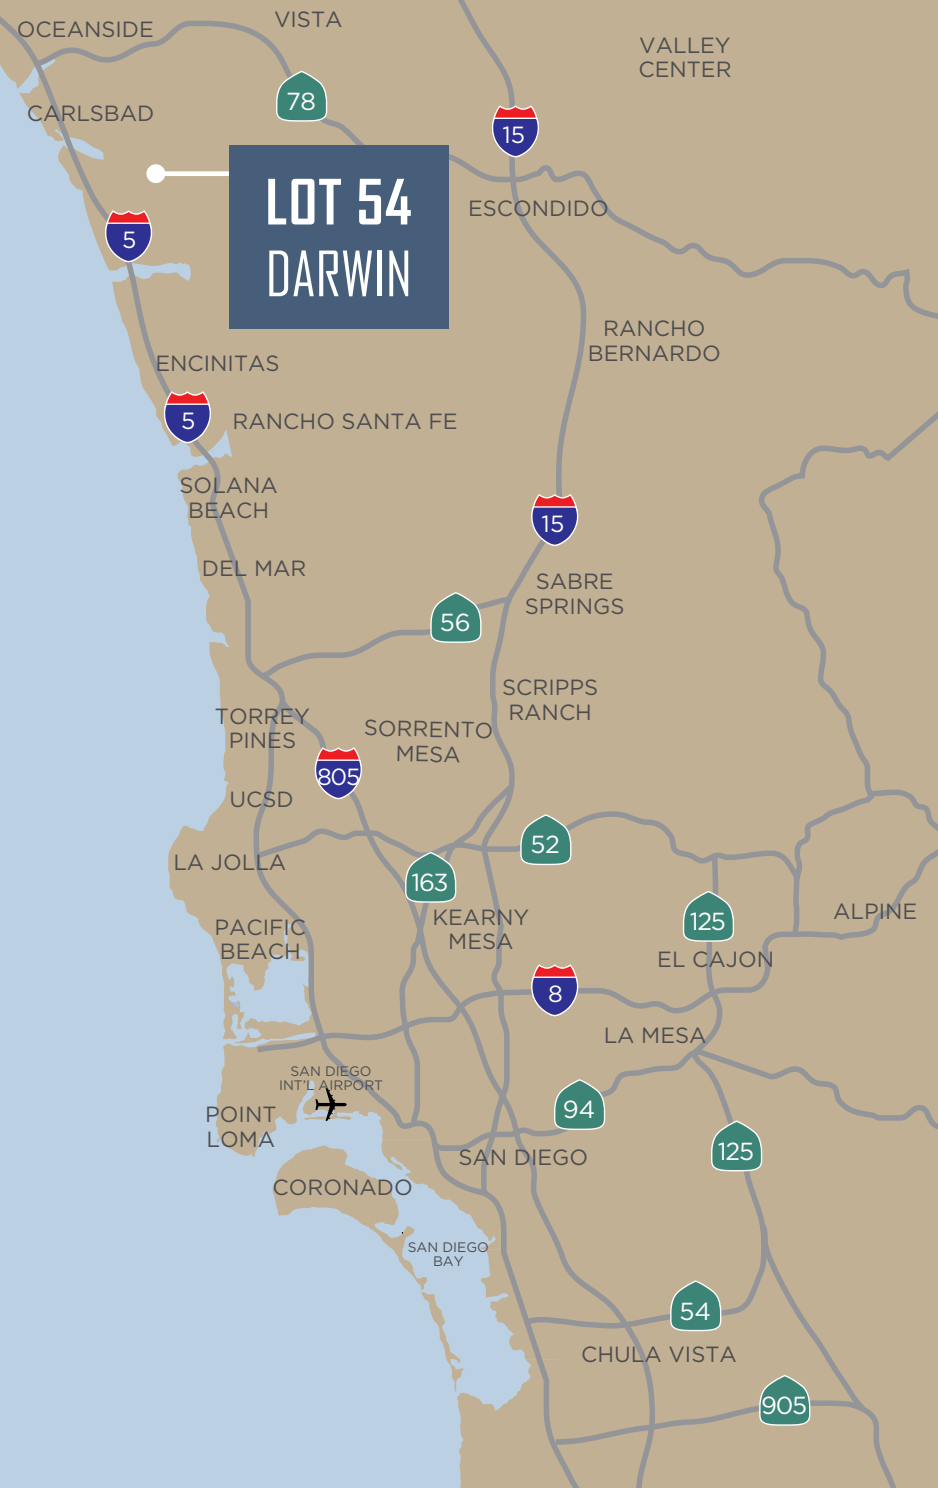 VISTA
OCEANSIDE
VALLEY
CENTER
78
CARLSBAD
15
LOT 54
DARWIN
ESCONDIDO
5
RANCHO
BERNARDO
ENCINITAS
5
RANCHO SANTA FE
SOLANA
BEACH
15
DEL MAR
SABRE
SPRINGS
56
SCRIPPS
RANCH
TORREY
PINES
SORRENTO
MESA
805
UCSD
52
LA JOLLA
163
KEARNY
MESA
125
ALPINE
PACIFIC
BEACH
EL CAJON
8
LA MESA
SAN DIEGO
INT'L AIRPORT
94
POINT
LOMA
125
SAN DIEGO
CORONADO
SAN DIEGO
BAY
54
CHULA VISTA
905